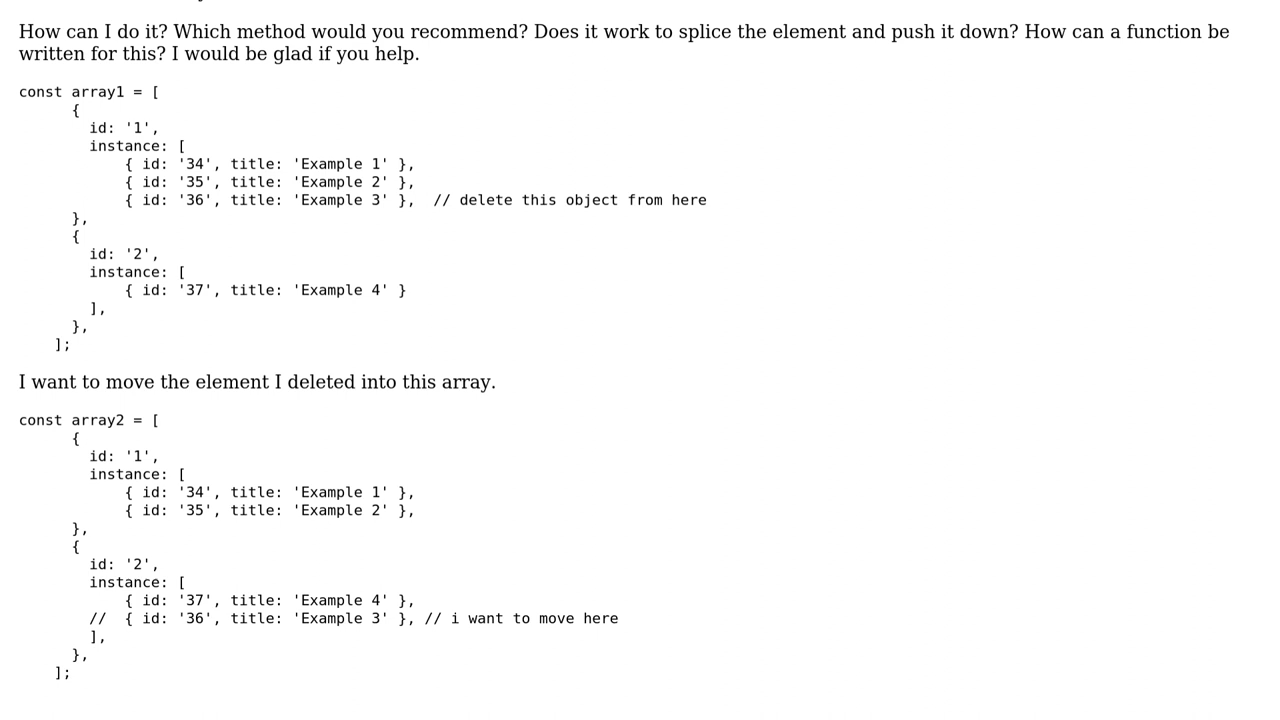 How can I do it? Which method would you recommend? Does it work to splice the element and push it down? How can a function be
written for this? I would be glad if you help.
const array1 = [
      {
        id: '1',
        instance: [
            { id: '34', title: 'Example 1' },
            { id: '35', title: 'Example 2' },
            { id: '36', title: 'Example 3' },  // delete this object from here
      },
      {
        id: '2',
        instance: [
            { id: '37', title: 'Example 4' }
        ],
      },
    ];
I want to move the element I deleted into this array.
const array2 = [
      {
        id: '1',
        instance: [
            { id: '34', title: 'Example 1' },
            { id: '35', title: 'Example 2' },
      },
      {
        id: '2',
        instance: [
            { id: '37', title: 'Example 4' },
        //  { id: '36', title: 'Example 3' }, // i want to move here
        ],
      },
    ];